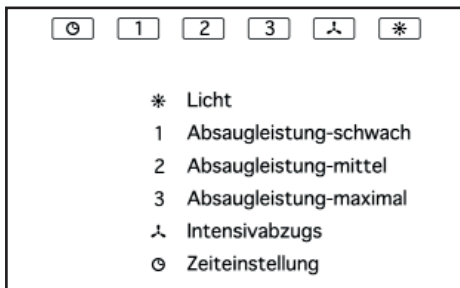 1 2 3
Licht
1 Absaugleistung-schwach
2 Absaugleistung-mittel
3 Absaugleistung-maximal
Intensivabzugs
Zeiteinstellung